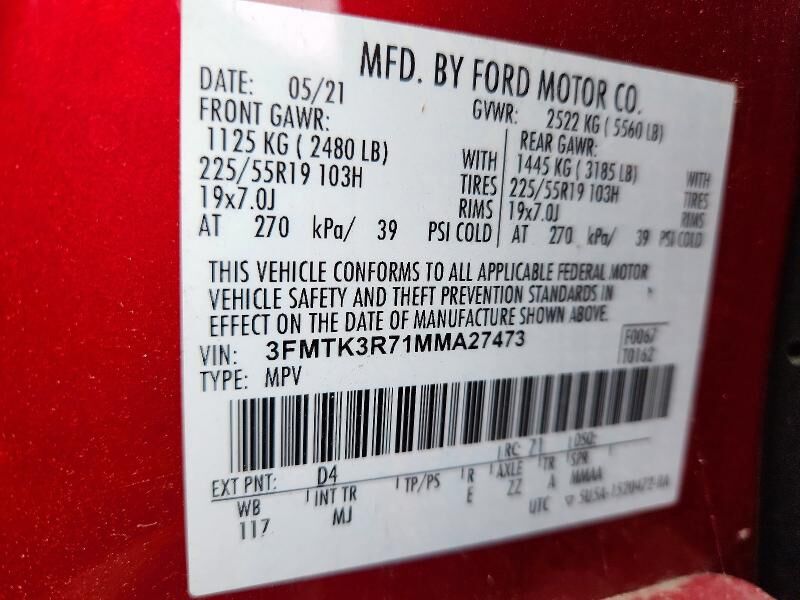 MFD. BY FORD MOTOR CO.
DATE: 05/21 GVWR: 2522 KG ( 5560 LB)
FRONT GAWR: REAR GAWR:
1125 KG ( 2480 LB) WITH 1445 KG ( 3185 LB) WITH
225/55R19 103H TIRES 225/55R19 103H TIRES
19x7.0J RIMS 19x7.0J RIMS
AT 270 kPa/ 39 PSI COLD AT 270 kPa/ 39 PSI COLD
THIS VEHICLE CONFORMS TO ALL APPLICABLE FEDERAL MOTOR
VEHICLE SAFETY AND THEFT PREVENTION STANDARDS IN
EFFECT ON THE DATE OF MANUFACTURE SHOWN ABOVE.
VIN: 3FMTK3R71MMA27473 F0067
TYPE: MPV T0162
EXT PNT: D4 RC: 71 DSO:
WB INT TR TP/PS R AXLE TR SPR
117 MJ E ZZ A MMAA
UTC